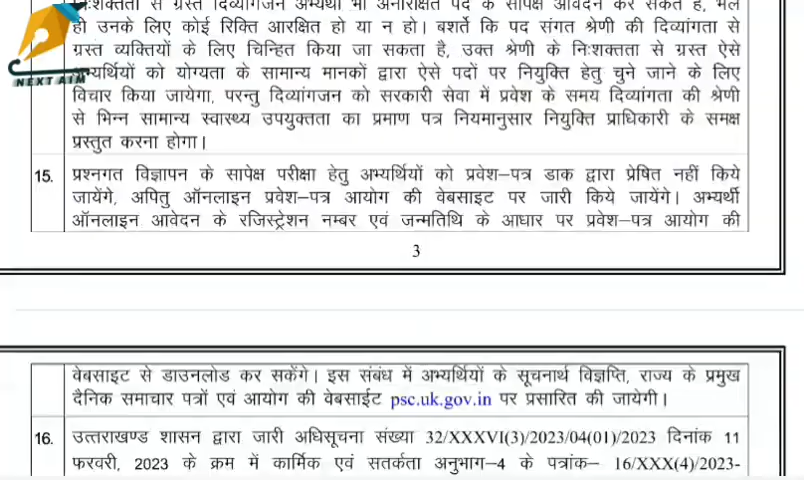 निःशक्तता से ग्रस्त दिव्यांगजन अभ्यर्थी भी अनारक्षित पद के सापेक्ष आवेदन कर सकते हैं, भले
ही उनके लिए कोई रिक्ति आरक्षित हो या न हो। बशर्ते कि पद संगत श्रेणी की दिव्यांगता से
ग्रस्त व्यक्तियों के लिए चिन्हित किया जा सकता है, उक्त श्रेणी के निःशक्तता से ग्रस्त ऐसे
अभ्यर्थियों को योग्यता के सामान्य मानकों द्वारा ऐसे पदों पर नियुक्ति हेतु चुने जाने के लिए
NEXT AIM
विचार किया जायेगा, परन्तु दिव्यांगजन को सरकारी सेवा में प्रवेश के समय दिव्यांगता की श्रेणी
से भिन्न सामान्य स्वास्थ्य उपयुक्तता का प्रमाण पत्र नियमानुसार नियुक्ति प्राधिकारी के समक्ष
प्रस्तुत करना होगा।
15. प्रश्नगत विज्ञापन के सापेक्ष परीक्षा हेतु अभ्यर्थियों को प्रवेश–पत्र डाक द्वारा प्रेषित नहीं किये
जायेंगे, अपितु ऑनलाइन प्रवेश–पत्र आयोग की वेबसाइट पर जारी किये जायेंगे। अभ्यर्थी
ऑनलाइन आवेदन के रजिस्ट्रेशन नम्बर एवं जन्मतिथि के आधार पर प्रवेश–पत्र आयोग की
3
वेबसाइट से डाउनलोड कर सकेंगे। इस संबंध में अभ्यर्थियों के सूचनार्थ विज्ञप्ति, राज्य के प्रमुख
दैनिक समाचार पत्रों एवं आयोग की वेबसाईट psc.uk.gov.in पर प्रसारित की जायेगी।
16. उत्तराखण्ड शासन द्वारा जारी अधिसूचना संख्या 32/XXXVI(3)/2023/04(01)/2023 दिनांक 11
फरवरी, 2023 के क्रम में कार्मिक एवं सतर्कता अनुभाग–4 के पत्रांक– 16/XXX(4)/2023-